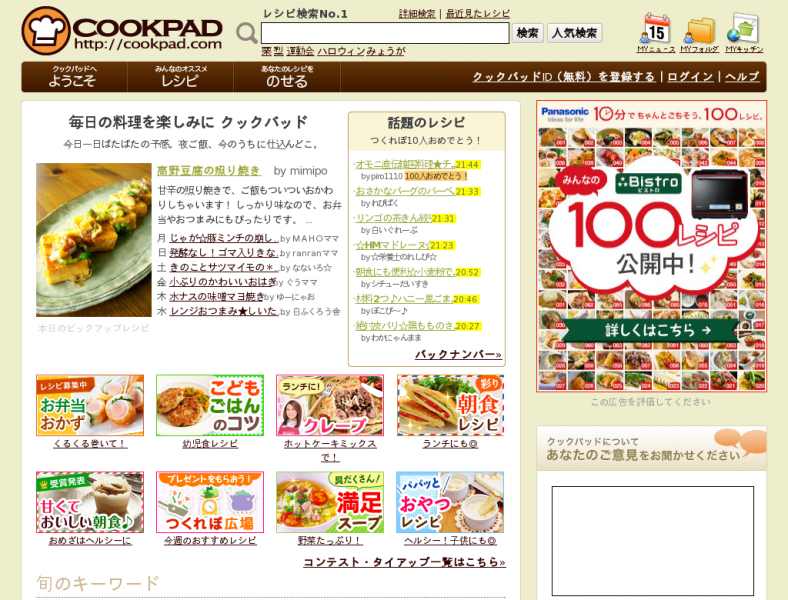 COOKPAD
http://cookpad.com
レシピ検索No.1
詳細検索 | 最近見たレシピ
検索
人気検索
栗 梨 運動会 ハロウィン みょうが
15
MYニュース
MYフォルダ
MYキッチン
クックパッドへ
ようこそ
みんなのオススメ
レシピ
あなたのレシピを
のせる
クックパッドID（無料）を登録する | ログイン | ヘルプ
毎日の料理を楽しみに クックパッド
今日一日ばたばたの予感。夜ご飯、今のうちに仕込んどこ。
高野豆腐の照り焼き by mimipo
甘辛の照り焼きで、ご飯もついついおかわ
りしちゃいます！ しっかり味なので、お弁
当やおつまみにもぴったりです。 ...
月 じゃが☆豚ミンチの崩し.. by MAHOママ
日 発酵なし！ゴマ入りきな.. by ranranママ
土 きのことサツマイモの＊.. by なないろ☆
金 小ぶりのかわいいおはぎ by ぐうママ
木 水ナスの味噌マヨ焼き by ゆーにゃお
水 レンジおつまみ★しいた.. by 日ふくろう舎
本日のピックアップレシピ
話題のレシピ
つくれぽ10人おめでとう！
21:44
by piro1110 100人おめでとう！
おさかなバーグのバーベ.. 21:33
by れぴぱく
リンゴの茶きん絞り 21:31
by 白いぐれーぷ
☆HMマドレーヌ☆ 21:23
by ☆栄養士のれしぴ☆
朝食にも便利☆小麦粉で.. 20:52
by シチューだいすき
材料2つ♪ハニー黒ごま.. 20:46
by ぽこぴ～♪
20:27
by わかにゃんまま
バックナンバー»
レシピ募集中
お弁当
おかず
くるくる巻いて！
こども
ごはん
のコツ
幼児食レシピ
ランチに！
クレープ
ホットケーキミックス
で！
彩り
朝食
レシピ
ランチにも◎
受賞発表
甘くて
おいしい朝食♪
おめざはヘルシーに
プレゼントをもらおう！
つくれぽ広場
今週のおすすめレシピ
具だくさん！
満足
スープ
野菜たっぷり！
パパッと
おやつ
レシピ
ヘルシー！子供にも◎
コンテスト・タイアップ一覧はこちら»
旬のキーワード
Panasonic
ideas for life
10分でちゃんとごちそう、100レシピ。
みんなの
Bistro
ビストロ
100レシピ
公開中！
詳しくはこちら →
この広告を評価してください
クックパッドについて
あなたのご意見をお聞かせください